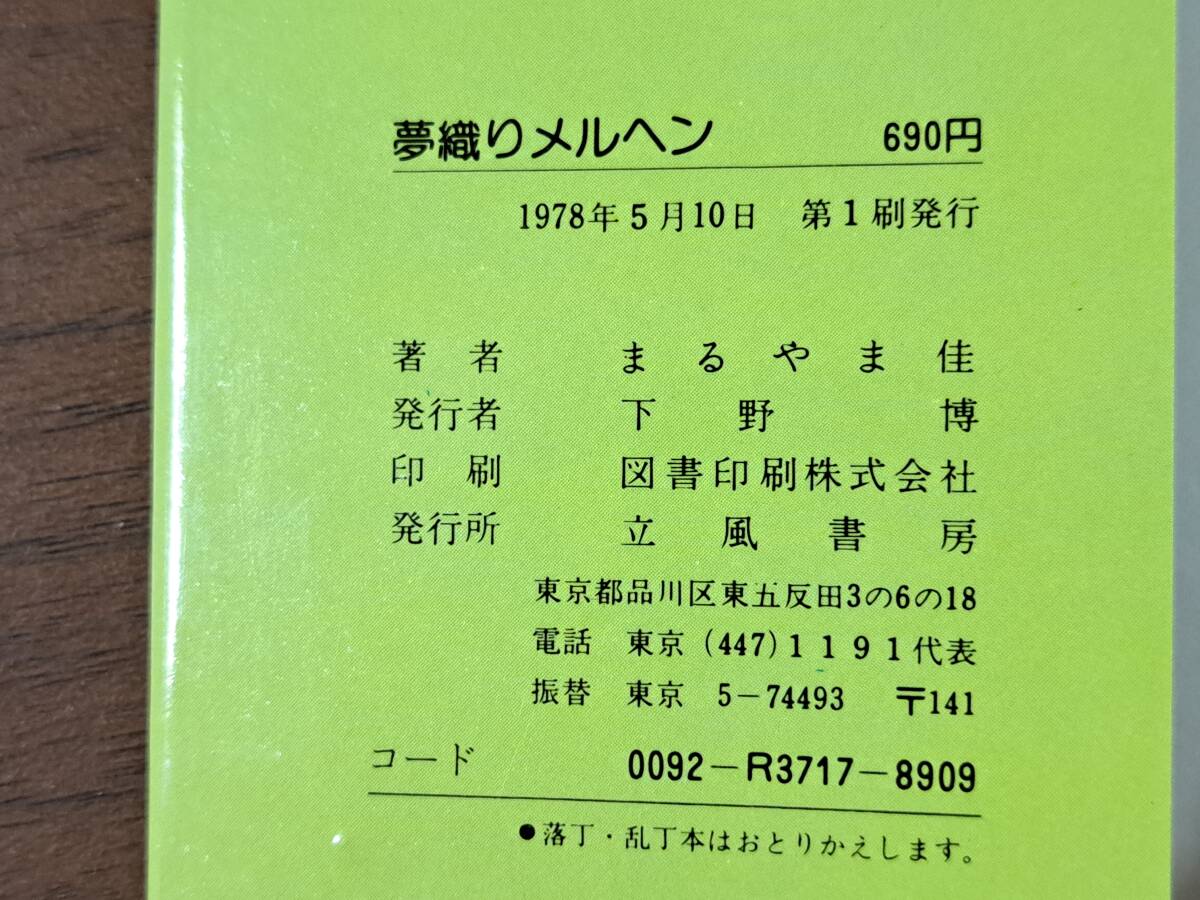 夢織りメルヘン 690円
1978年5月10日 第1刷発行
著者 まるやま佳
発行者 下野博
印刷 図書印刷株式会社
発行所 立風書房
東京都品川区東五反田3の6の18
電話 東京 (447) 1191代表
振替 東京 5-74493 〒141
コード 0092-R3717-8909
●落丁・乱丁本はおとりかえします。